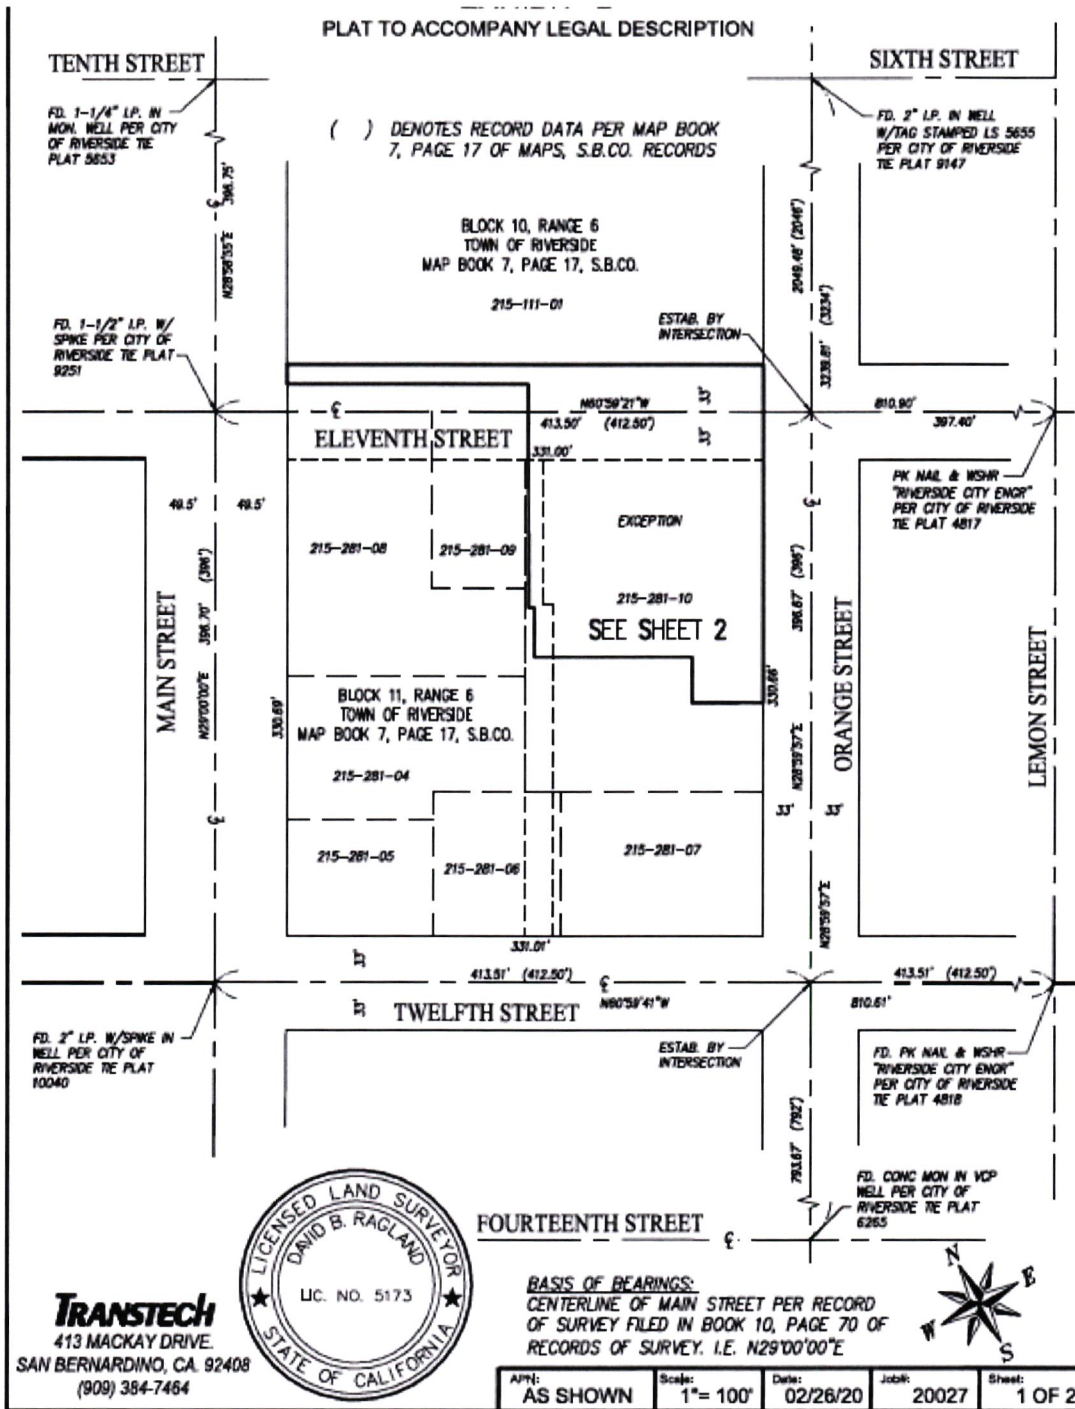 PLAT TO ACCOMPANY LEGAL DESCRIPTION
TENTH STREET
SIXTH STREET
FD. 1-1/4" I.P. IN
MON. WELL PER CITY
OF RIVERSIDE TIE
PLAT 5653
( ) DENOTES RECORD DATA PER MAP BOOK
7, PAGE 17 OF MAPS, S.B.CO. RECORDS
FD. 2" I.P. IN WELL
W/TAG STAMPED LS 5655
PER CITY OF RIVERSIDE
TIE PLAT 9147
396.75'
N28°58'55"E
BLOCK 10, RANGE 6
TOWN OF RIVERSIDE
MAP BOOK 7, PAGE 17, S.B.CO.
215-111-01
2049.48' (2046')
3239.81' (3234')
FD. 1-1/2" I.P. W/
SPIKE PER CITY OF
RIVERSIDE TIE PLAT
9251
ESTAB. BY
INTERSECTION
N60°59'21"W
33'
413.50' (412.50')
33'
810.90'
397.40'
ELEVENTH STREET
331.00'
PK NAIL & WSHR
"RIVERSIDE CITY ENGR"
PER CITY OF RIVERSIDE
TIE PLAT 4817
49.5'
49.5'
EXCEPTION
215-281-08
215-281-09
215-281-10
SEE SHEET 2
MAIN STREET
N29°00'00"E 396.70' (396')
396.67' (396')
ORANGE STREET
LEMON STREET
330.69'
BLOCK 11, RANGE 6
TOWN OF RIVERSIDE
MAP BOOK 7, PAGE 17, S.B.CO.
330.66'
N28°59'57"E
215-281-04
33'
33'
215-281-05
215-281-06
215-281-07
N28°59'57"E
331.01'
33'
413.51' (412.50')
413.51' (412.50')
33'
TWELFTH STREET
N60°59'41"W
810.61'
FD. 2" I.P. W/SPIKE IN
WELL PER CITY OF
RIVERSIDE TIE PLAT
10040
ESTAB. BY
INTERSECTION
FD. PK NAIL & WSHR
"RIVERSIDE CITY ENGR"
PER CITY OF RIVERSIDE
TIE PLAT 4818
793.67' (792')
FD. CONC MON IN VCP
WELL PER CITY OF
RIVERSIDE TIE PLAT
6265
FOURTEENTH STREET
LICENSED LAND SURVEYOR
DAVID B. RAGLAND
LIC. NO. 5173
STATE OF CALIFORNIA
N
E
W
S
BASIS OF BEARINGS:
CENTERLINE OF MAIN STREET PER RECORD
OF SURVEY FILED IN BOOK 10, PAGE 70 OF
RECORDS OF SURVEY. I.E. N29°00'00"E
TRANSTECH
413 MACKAY DRIVE.
SAN BERNARDINO, CA. 92408
(909) 384-7464
APN: AS SHOWN
Scale: 1"= 100'
Date: 02/26/20
Job#: 20027
Sheet: 1 OF 2